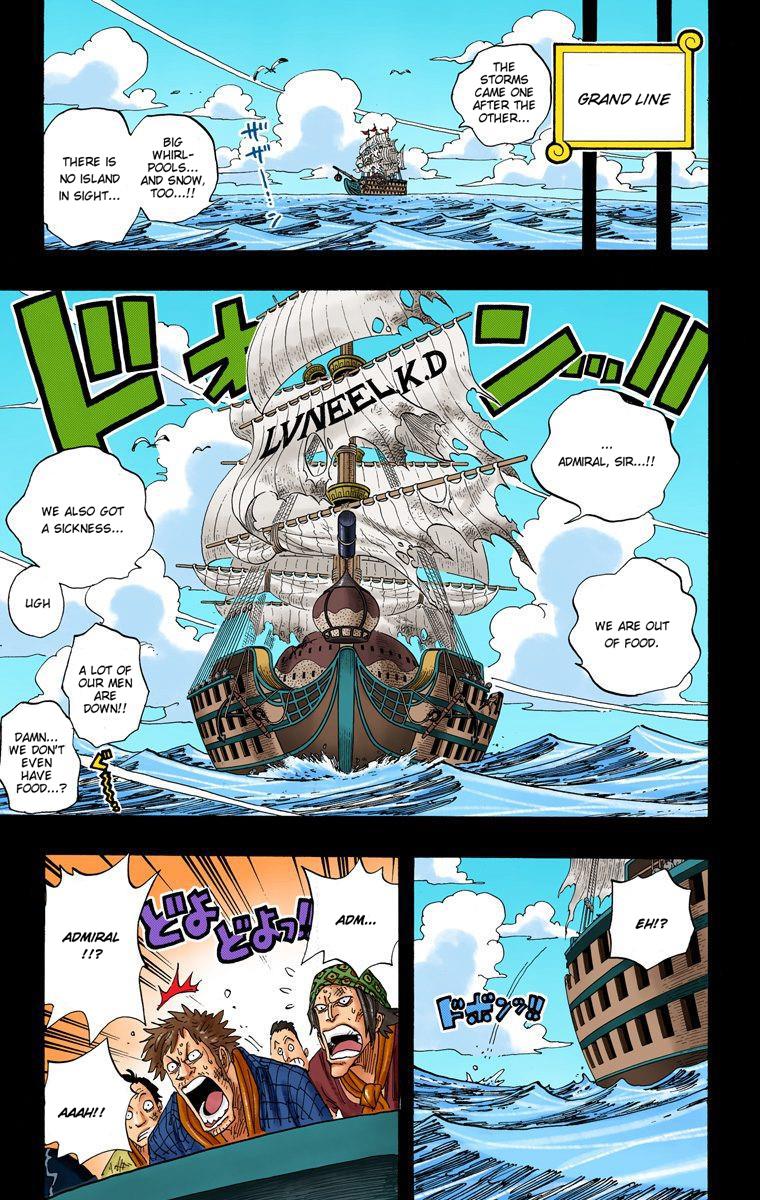 GRAND LINE
THE
STORMS
CAME ONE
AFTER THE
OTHER...
BIG
WHIRL-
POOLS...
AND SNOW,
TOO...!!
THERE IS
NO ISLAND
IN SIGHT...
ザザ…
ドォーンッ!!
LVNEEL K.D
...
ADMIRAL, SIR...!!
WE ALSO GOT
A SICKNESS...
UGH
WE ARE OUT
OF FOOD.
A LOT OF
OUR MEN
ARE
DOWN!!
DAMN...
WE DON'T
EVEN
HAVE
FOOD...?
EH!?
ドボンッ!!
ADM...
どよどよっ!
ADMIRAL
!!?
AAAH!!